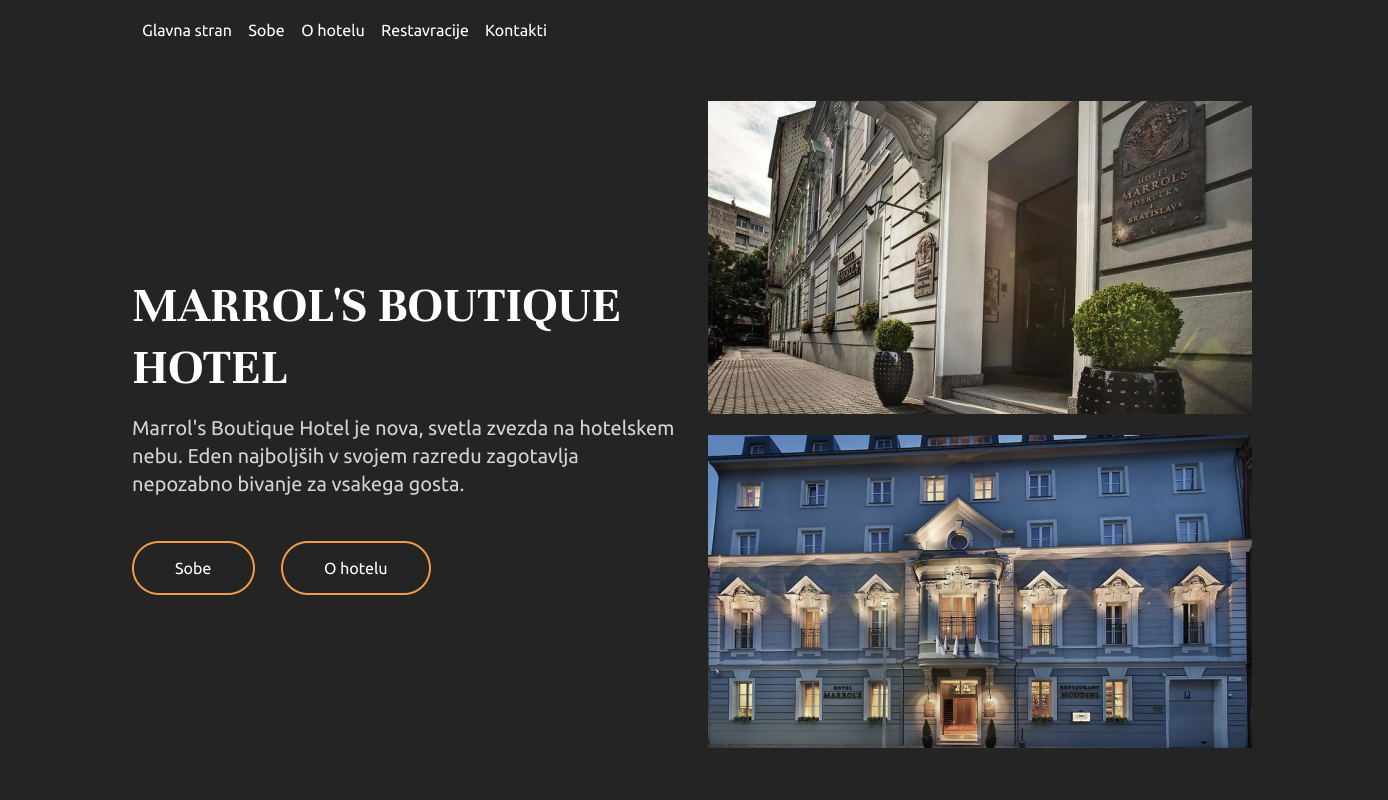 Glavna stran Sobe O hotelu Restavracije Kontakti
HOTEL
MARROL'S
TOBRUCKA
4
BRATISLAVA
MARROL'S BOUTIQUE
HOTEL
Marrol's Boutique Hotel je nova, svetla zvezda na hotelskem
nebu. Eden najboljših v svojem razredu zagotavlja
nepozabno bivanje za vsakega gosta.
Sobe O hotelu
HOTEL
MARROL'S
RESTAURANT
HOUDINI
P